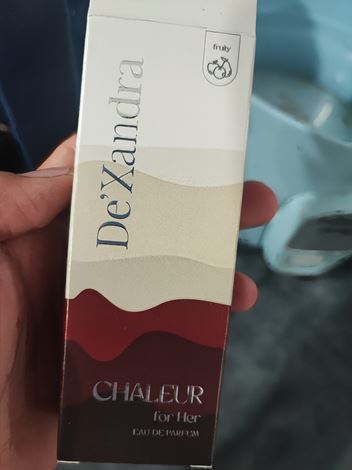 fruity
De'Xandra
CHALEUR
for Her
EAU DE PARFUM